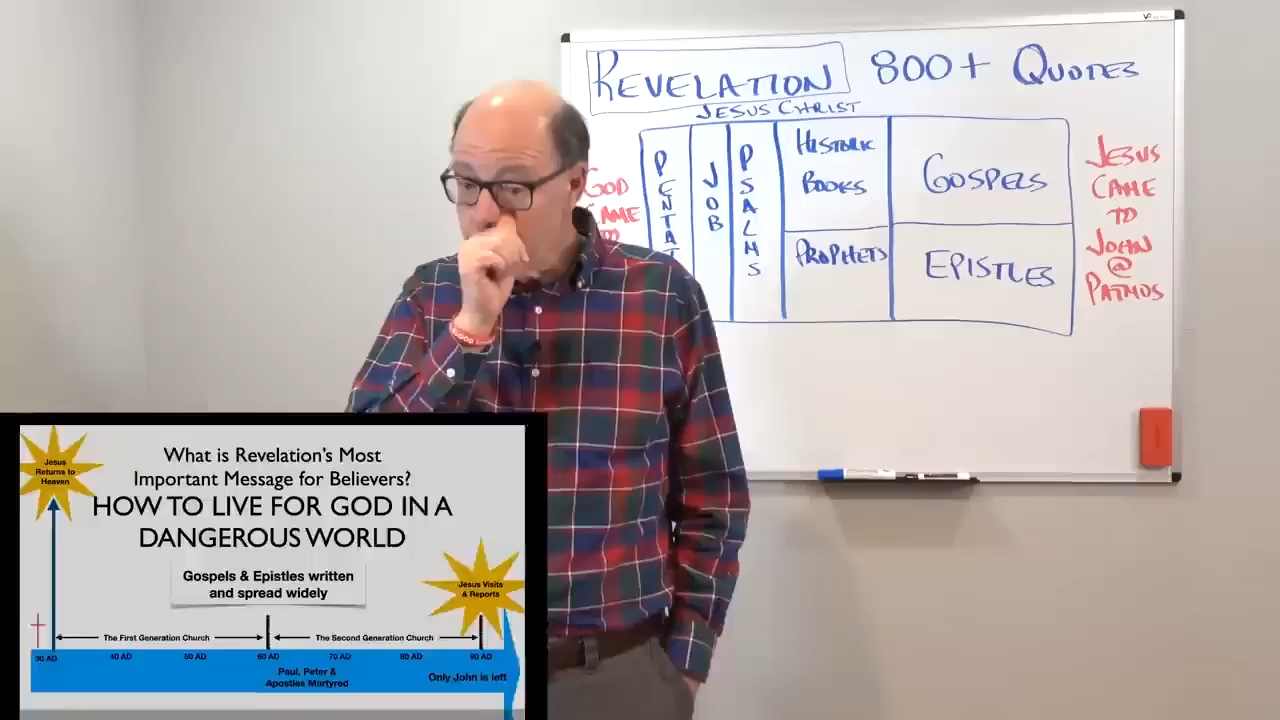 REVELATION 800+ QUOTES
JESUS CHRIST
GOD
CAME
TO
PENTAT
JOB
PSALMS
HISTORIC
BOOKS
PROPHETS
GOSPELS
EPISTLES
JESUS
CAME
TO
JOHN
@
PATMOS
Jesus
Returns to
Heaven
What is Revelation's Most
Important Message for Believers?
HOW TO LIVE FOR GOD IN A
DANGEROUS WORLD
Gospels & Epistles written
and spread widely
Jesus Visits
& Reports
The First Generation Church
The Second Generation Church
30 AD 40 AD 50 AD 60 AD 70 AD 80 AD 90 AD
Paul, Peter &
Apostles Martyred
Only John is left